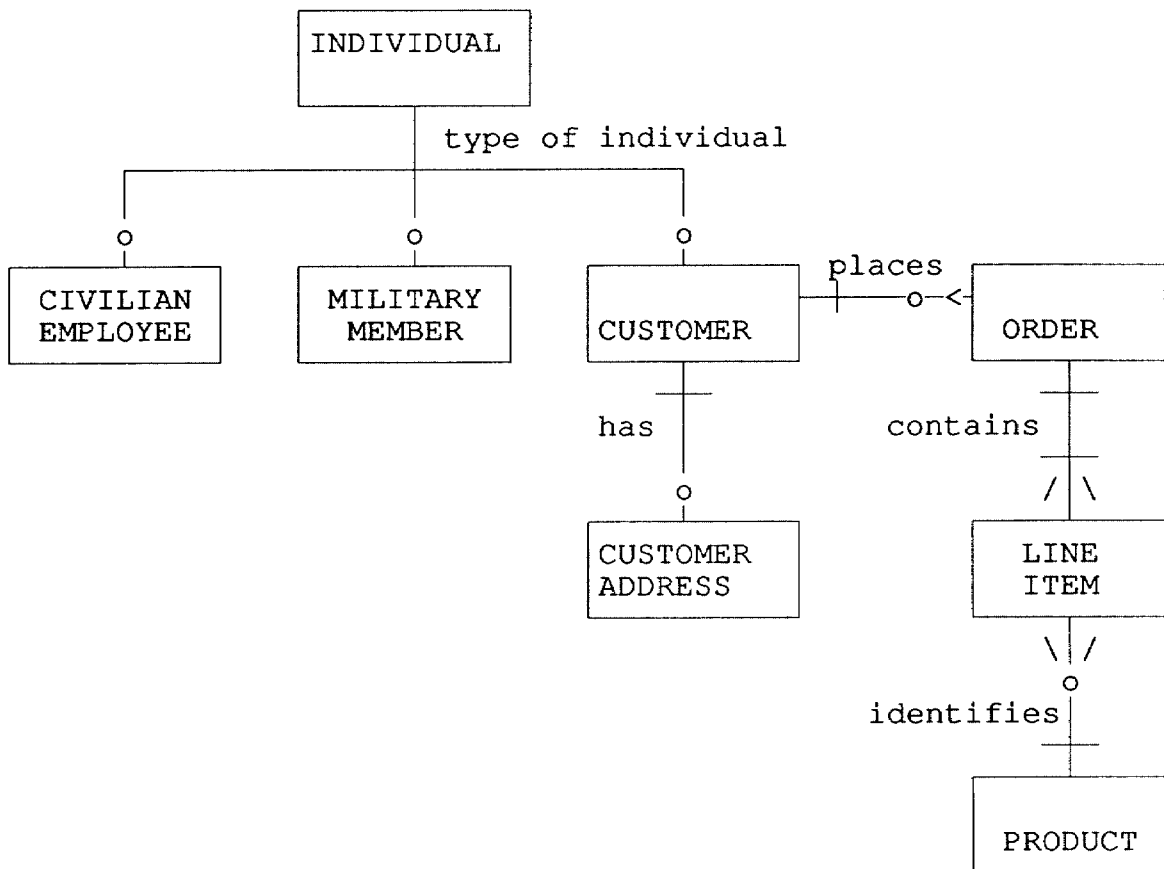 INDIVIDUAL
type of individual
CIVILIAN
EMPLOYEE
MILITARY
MEMBER
CUSTOMER
places
ORDER
has
contains
CUSTOMER
ADDRESS
LINE
ITEM
identifies
PRODUCT